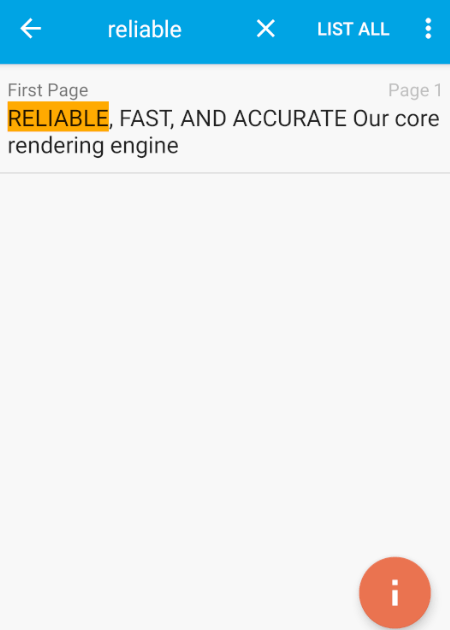 reliable LIST ALL
First Page Page 1
RELIABLE, FAST, AND ACCURATE Our core
rendering engine
i